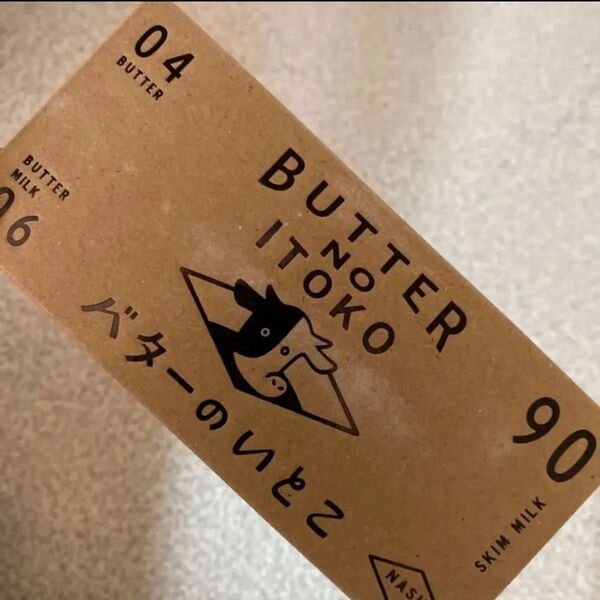 04
BUTTER
BUTTER
MILK
06
BUTTER
NO
ITOKO
バターのいとこ
90
SKIM MILK